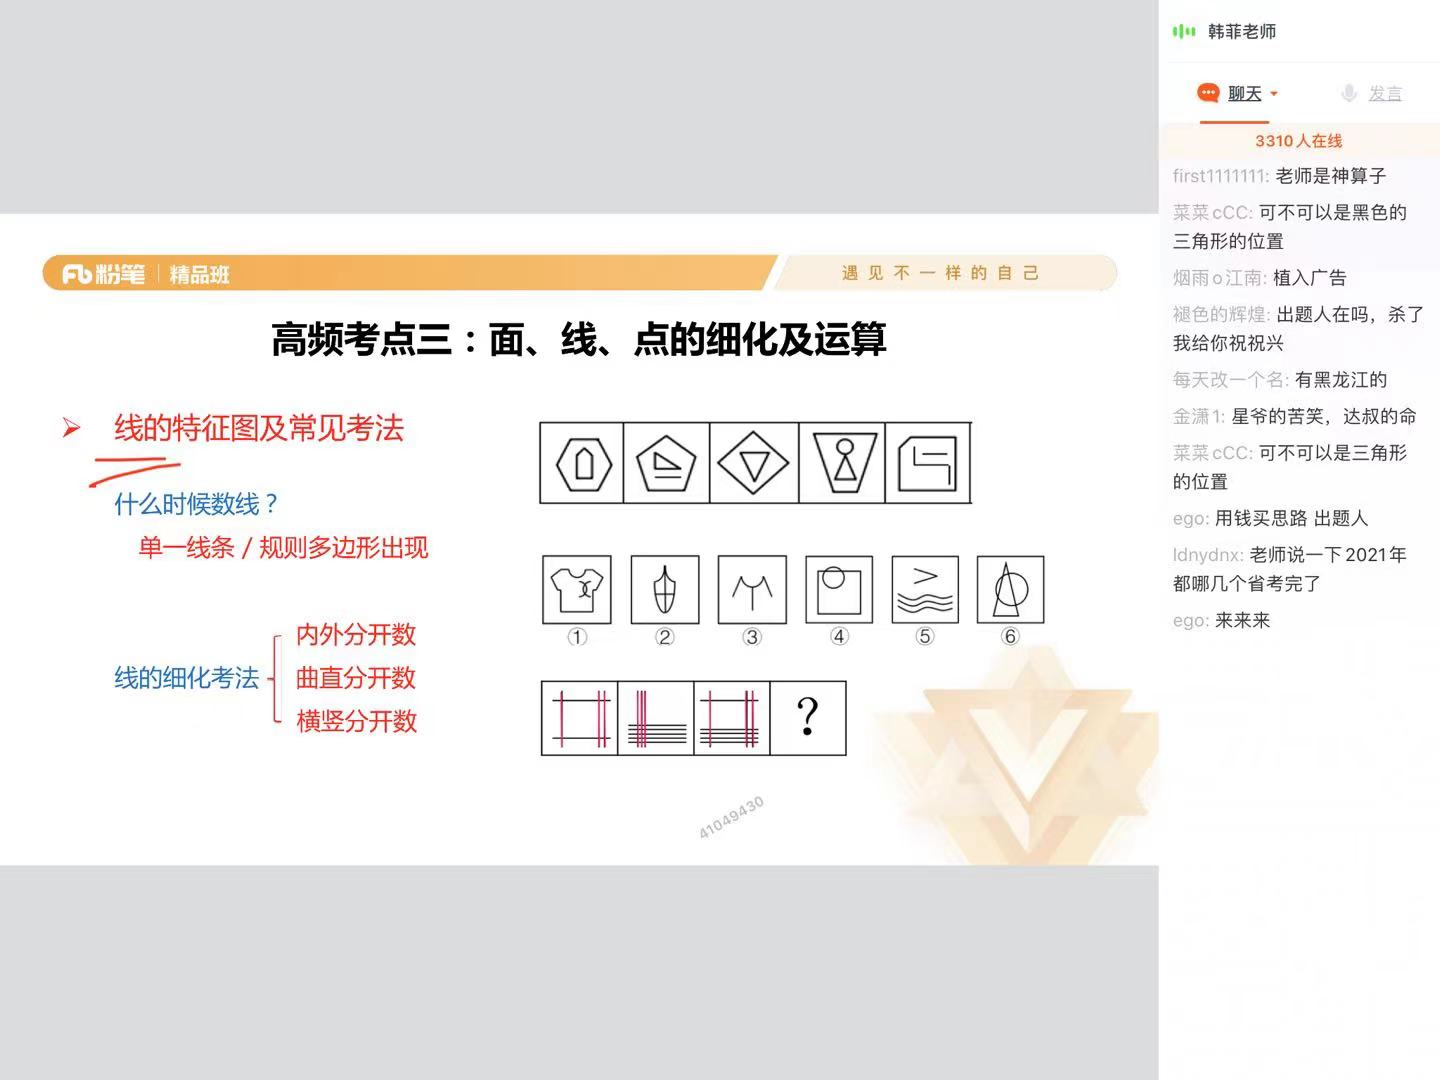 韩菲老师
聊天
发言
3310人在线
first1111111: 老师是神算子
菜菜cCC: 可不可以是黑色的
三角形的位置
烟雨o江南: 植入广告
褪色的辉煌: 出题人在吗，杀了
我给你祝祝兴
每天改一个名: 有黑龙江的
金潇1: 星爷的苦笑，达叔的命
菜菜cCC: 可不可以是三角形
的位置
ego: 用钱买思路 出题人
ldnydnx: 老师说一下2021年
都哪几个省考完了
ego: 来来来
粉笔 精品班
遇见不一样的自己
高频考点三：面、线、点的细化及运算
线的特征图及常见考法
什么时候数线？
单一线条 / 规则多边形出现
线的细化考法
内外分开数
曲直分开数
横竖分开数
① ② ③ ④ ⑤ ⑥
?
41049430